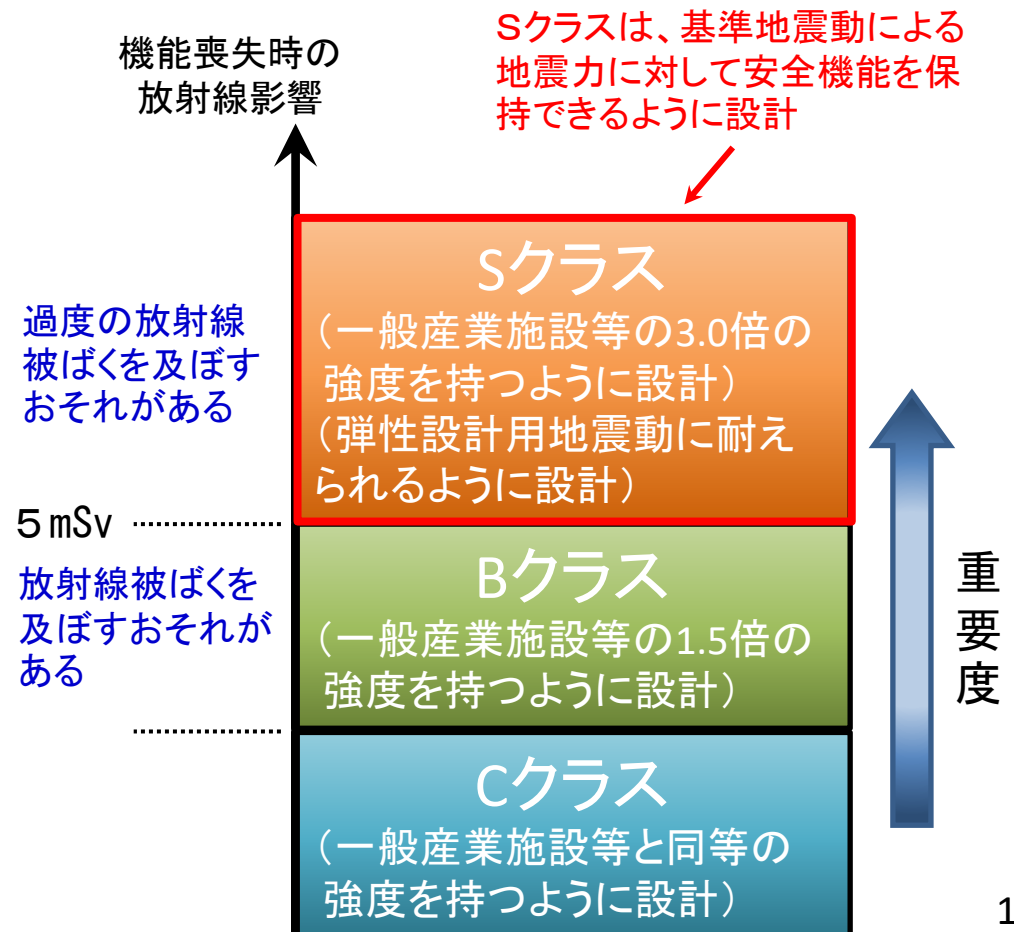 機能喪失時の
放射線影響
Sクラスは、基準地震動による
地震力に対して安全機能を保
持できるように設計
Sクラス
（一般産業施設等の3.0倍の
強度を持つように設計）
（弾性設計用地震動に耐え
られるように設計）
過度の放射線
被ばくを及ぼす
おそれがある
５mSv
Bクラス
（一般産業施設等の1.5倍の
強度を持つように設計）
放射線被ばくを
及ぼすおそれが
ある
Cクラス
（一般産業施設等と同等の
強度を持つように設計）
重要度
1